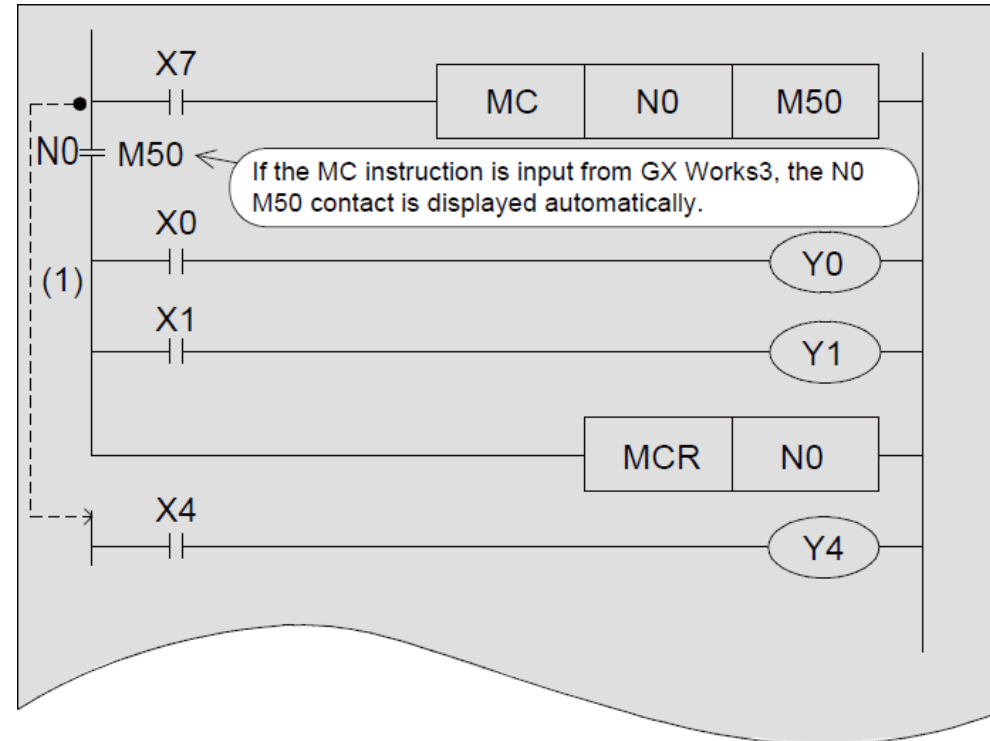 X7
MC N0 M50
N0 M50
If the MC instruction is input from GX Works3, the N0
M50 contact is displayed automatically.
X0
Y0
(1)
X1
Y1
MCR N0
X4
Y4